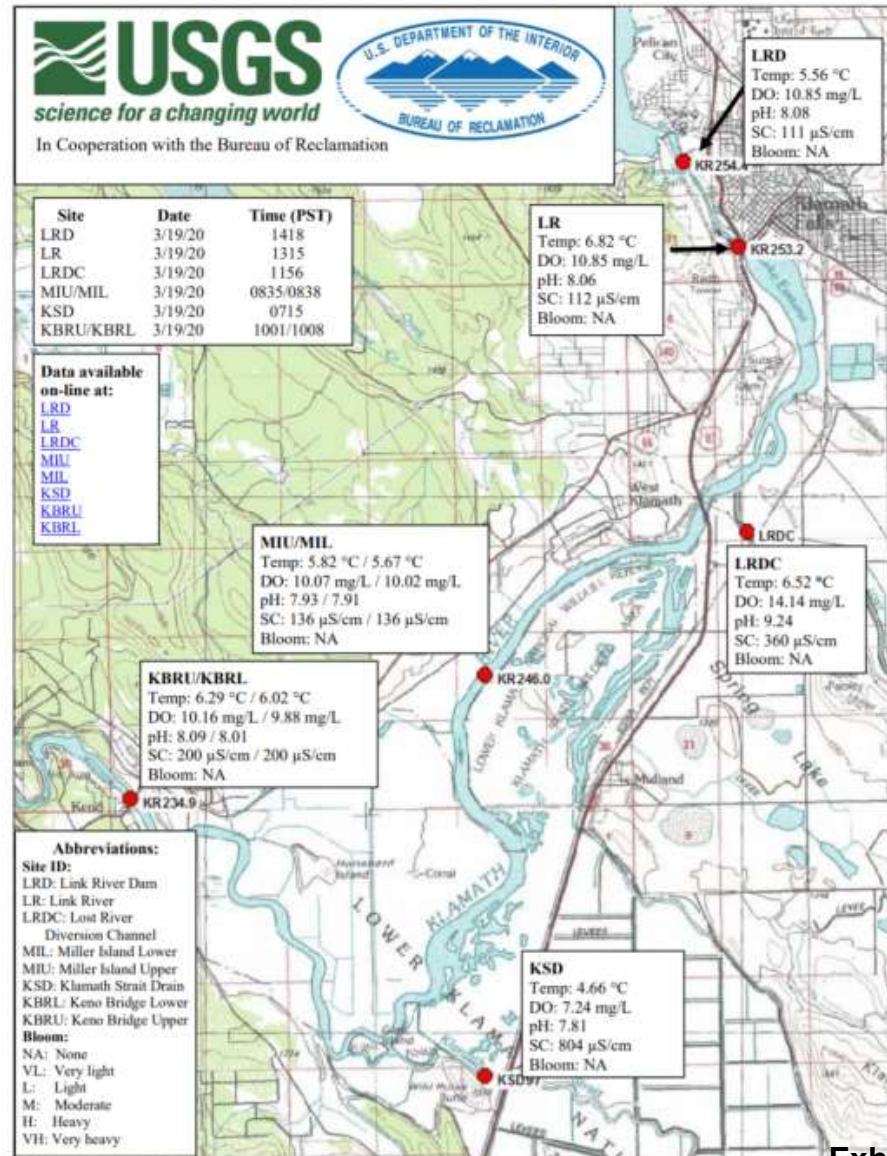 USGS
science for a changing world
U.S. DEPARTMENT OF THE INTERIOR
BUREAU OF RECLAMATION
In Cooperation with the Bureau of Reclamation
Pelican
City
LRD
Temp: 5.56 °C
DO: 10.85 mg/L
pH: 8.08
SC: 111 µS/cm
Bloom: NA
KR254.4
Site Date Time (PST)
LRD 3/19/20 1418
LR 3/19/20 1315
LRDC 3/19/20 1156
MIU/MIL 3/19/20 0835/0838
KSD 3/19/20 0715
KBRU/KBRL 3/19/20 1001/1008
LR
Temp: 6.82 °C
DO: 10.85 mg/L
pH: 8.06
SC: 112 µS/cm
Bloom: NA
KR253.2
Data available
on-line at:
LRD
LR
LRDC
MIU
MIL
KSD
KBRU
KBRL
West
Klamath
LRDC
MIU/MIL
Temp: 5.82 °C / 5.67 °C
DO: 10.07 mg/L / 10.02 mg/L
pH: 7.93 / 7.91
SC: 136 µS/cm / 136 µS/cm
Bloom: NA
LRDC
Temp: 6.52 °C
DO: 14.14 mg/L
pH: 9.24
SC: 360 µS/cm
Bloom: NA
KR246.0
Spring
Lake
Midland
KBRU/KBRL
Temp: 6.29 °C / 6.02 °C
DO: 10.16 mg/L / 9.88 mg/L
pH: 8.09 / 8.01
SC: 200 µS/cm / 200 µS/cm
Bloom: NA
Keno
KR234.9
Island
Corral
LOWER
KLAMATH
LEVEES
LEVEE
Abbreviations:
Site ID:
LRD: Link River Dam
LR: Link River
LRDC: Lost River
Diversion Channel
MIL: Miller Island Lower
MIU: Miller Island Upper
KSD: Klamath Strait Drain
KBRL: Keno Bridge Lower
KBRU: Keno Bridge Upper
Bloom:
NA: None
VL: Very light
L: Light
M: Moderate
H: Heavy
VH: Very heavy
KSD
Temp: 4.66 °C
DO: 7.24 mg/L
pH: 7.81
SC: 804 µS/cm
Bloom: NA
KSD97
LEVEES